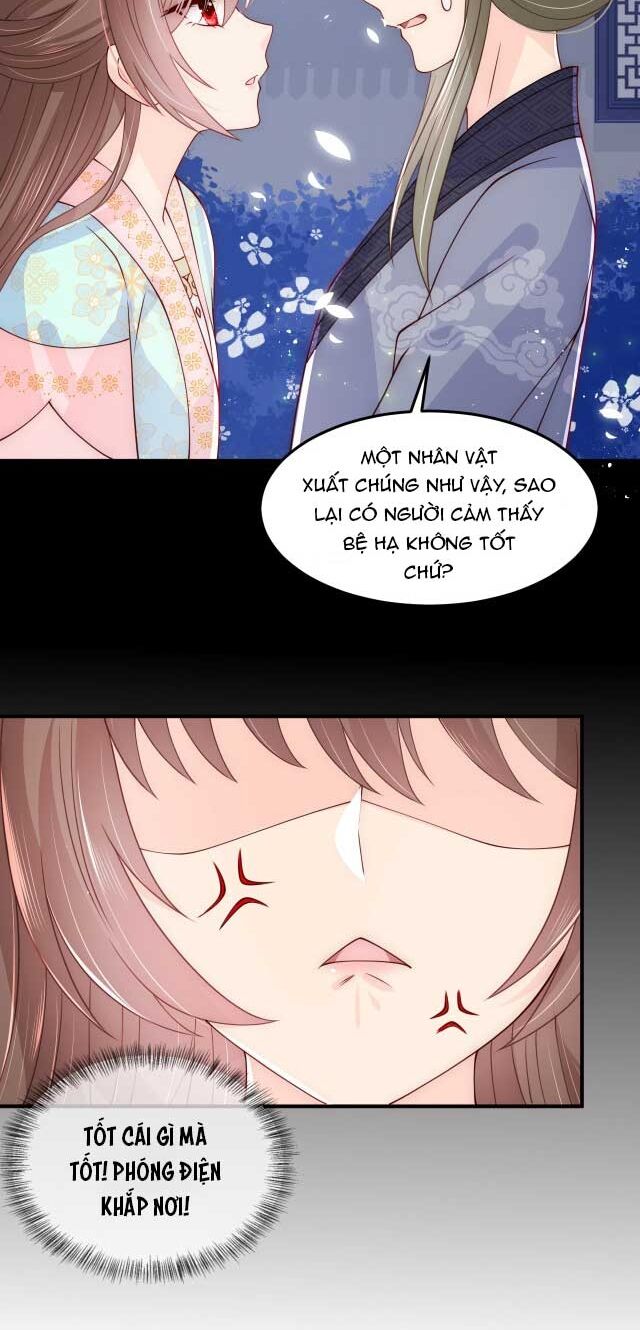 MỘT NHÂN VẬT
XUẤT CHÚNG NHƯ VẬY, SAO
LẠI CÓ NGƯỜI CẢM THẤY
BỆ HẠ KHÔNG TỐT
CHỨ?
TỐT CÁI GÌ MÀ
TỐT! PHÓNG ĐIỆN
KHẮP NƠI!